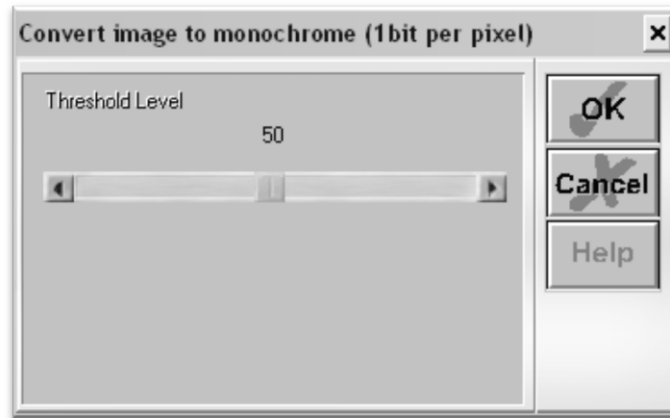 Convert image to monochrome (1bit per pixel)
Threshold Level
50
OK
Cancel
Help